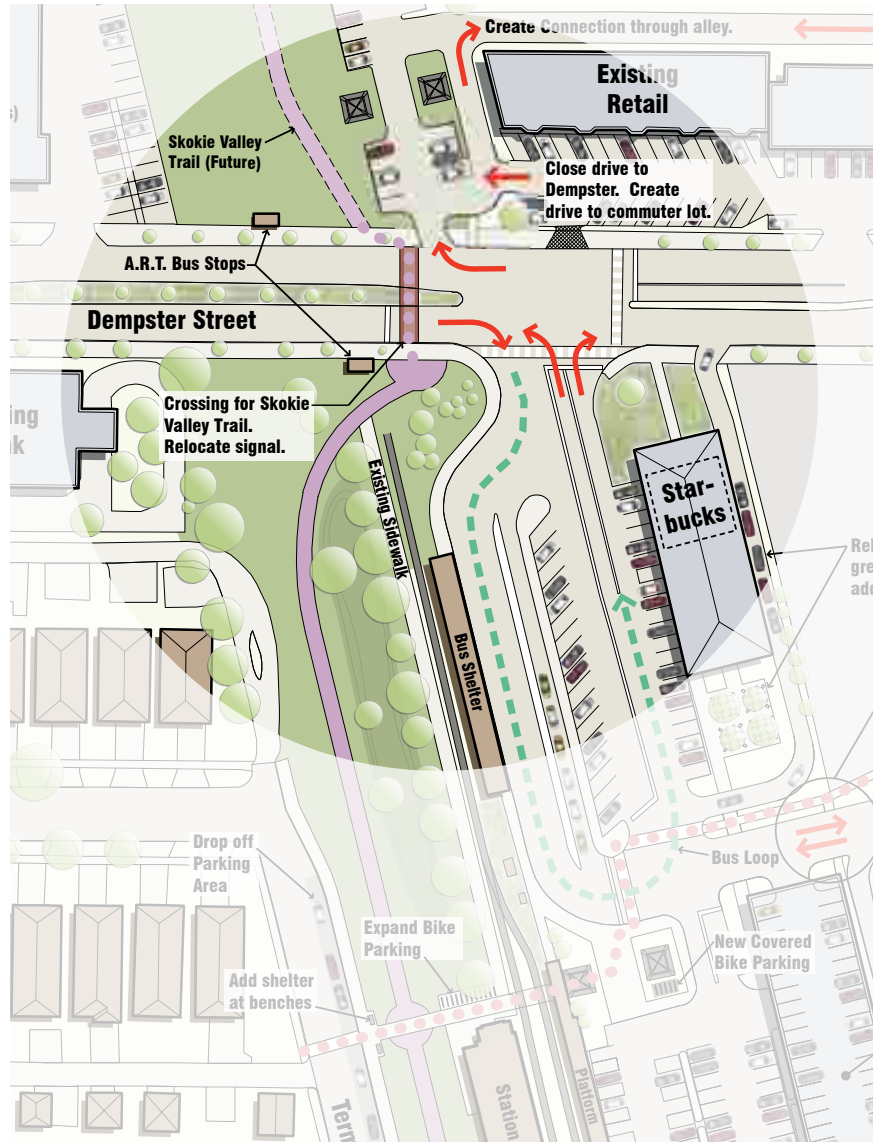 Create Connection through alley.
Existing
Retail
Skokie Valley
Trail (Future)
Close drive to
Dempster. Create
drive to commuter lot.
A.R.T. Bus Stops
Dempster Street
Crossing for Skokie
Valley Trail.
Relocate signal.
Existing Sidewalk
Star-
bucks
Bus Shelter
Drop off
Parking
Area
Bus Loop
Expand Bike
Parking
New Covered
Bike Parking
Add shelter
at benches
Station
Platform